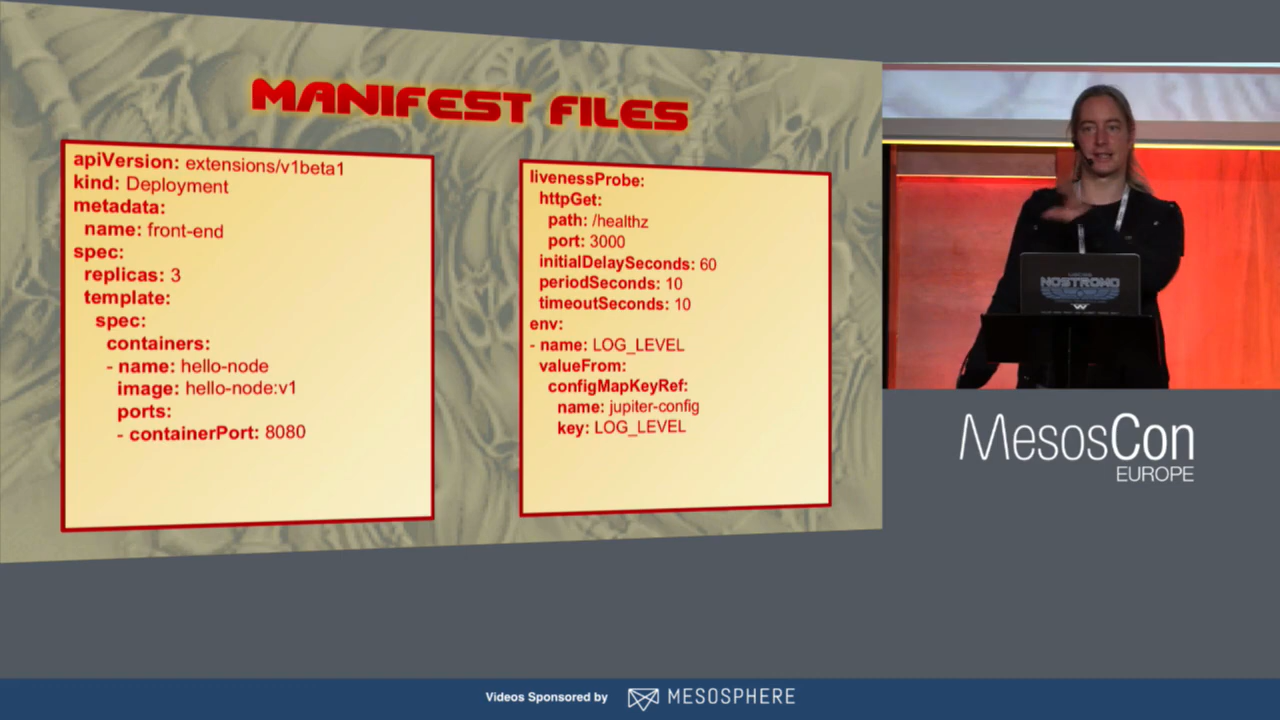 MANIFEST FILES
apiVersion: extensions/v1beta1
kind: Deployment
metadata:
  name: front-end
spec:
  replicas: 3
  template:
    spec:
      containers:
      - name: hello-node
        image: hello-node:v1
        ports:
        - containerPort: 8080
livenessProbe:
  httpGet:
    path: /healthz
    port: 3000
  initialDelaySeconds: 60
  periodSeconds: 10
  timeoutSeconds: 10
env:
- name: LOG_LEVEL
  valueFrom:
    configMapKeyRef:
      name: jupiter-config
      key: LOG_LEVEL
NOSTROMO
MesosCon
EUROPE
Videos Sponsored by MESOSPHERE